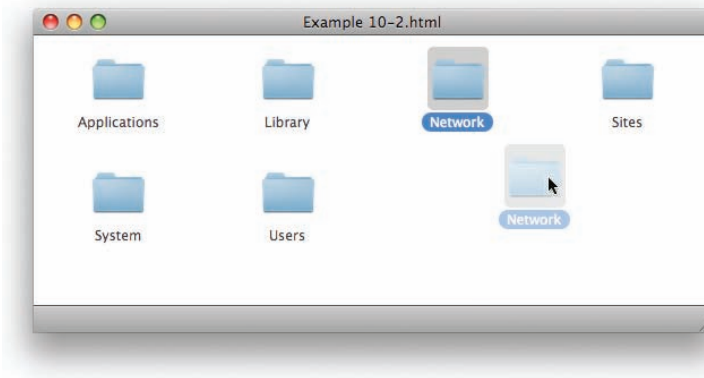 Example 10-2.html
Applications
Library
Network
Sites
System
Users
Network